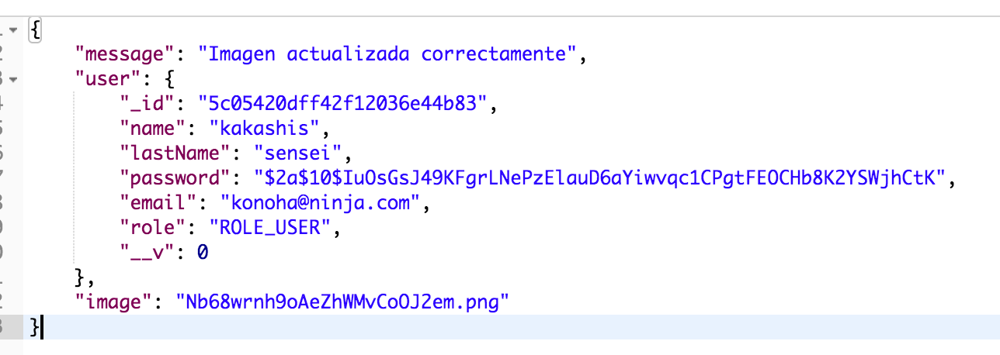 {
"message": "Imagen actualizada correctamente",
"user": {
"_id": "5c05420dff42f12036e44b83",
"name": "kakashis",
"lastName": "sensei",
"password": "$2a$10$IuOsGsJ49KFgrLNePzElauD6aYiwvqc1CPgtFEOCHb8K2YSWjhCtK",
"email": "konoha@ninja.com",
"role": "ROLE_USER",
"__v": 0
},
"image": "Nb68wrnh9oAeZhWMvCoOJ2em.png"
}